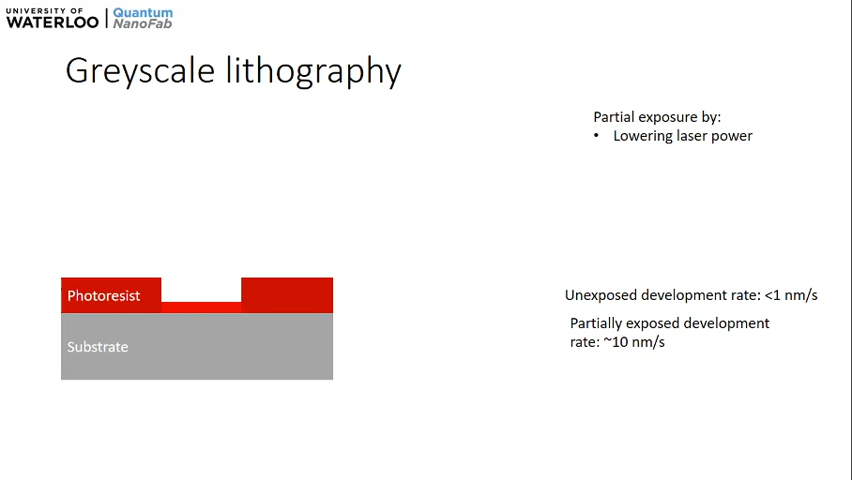 UNIVERSITY OF
WATERLOO
Quantum
NanoFab
Greyscale lithography
Partial exposure by:
• Lowering laser power
Photoresist
Unexposed development rate: <1 nm/s
Partially exposed development
rate: ~10 nm/s
Substrate